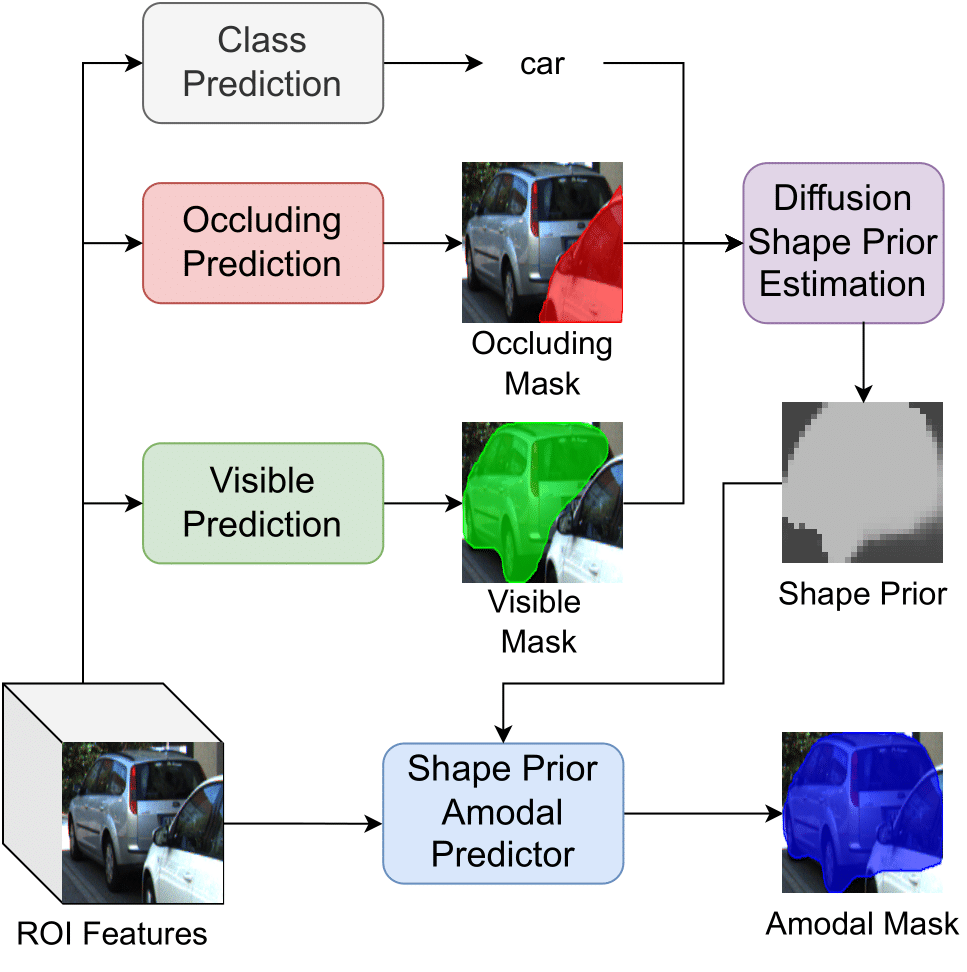 Class
Prediction
car
Occluding
Prediction
Occluding
Mask
Diffusion
Shape Prior
Estimation
Visible
Prediction
Visible
Mask
Shape Prior
ROI Features
Shape Prior
Amodal
Predictor
Amodal Mask